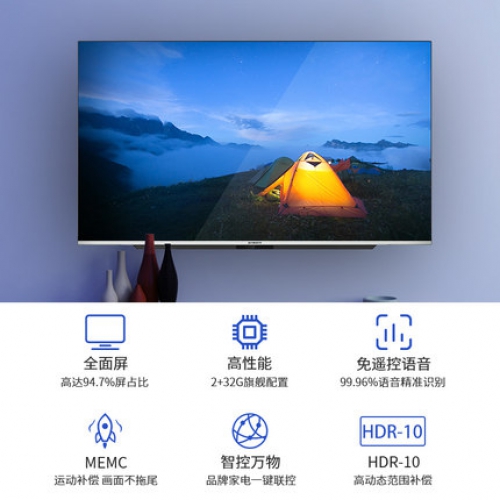 全面屏
高达94.7%屏占比
高性能
2+32G旗舰配置
免遥控语音
99.96%语音精准识别
MEMC
运动补偿 画面不拖尾
智控万物
品牌家电一键联控
HDR-10
HDR-10
高动态范围补偿